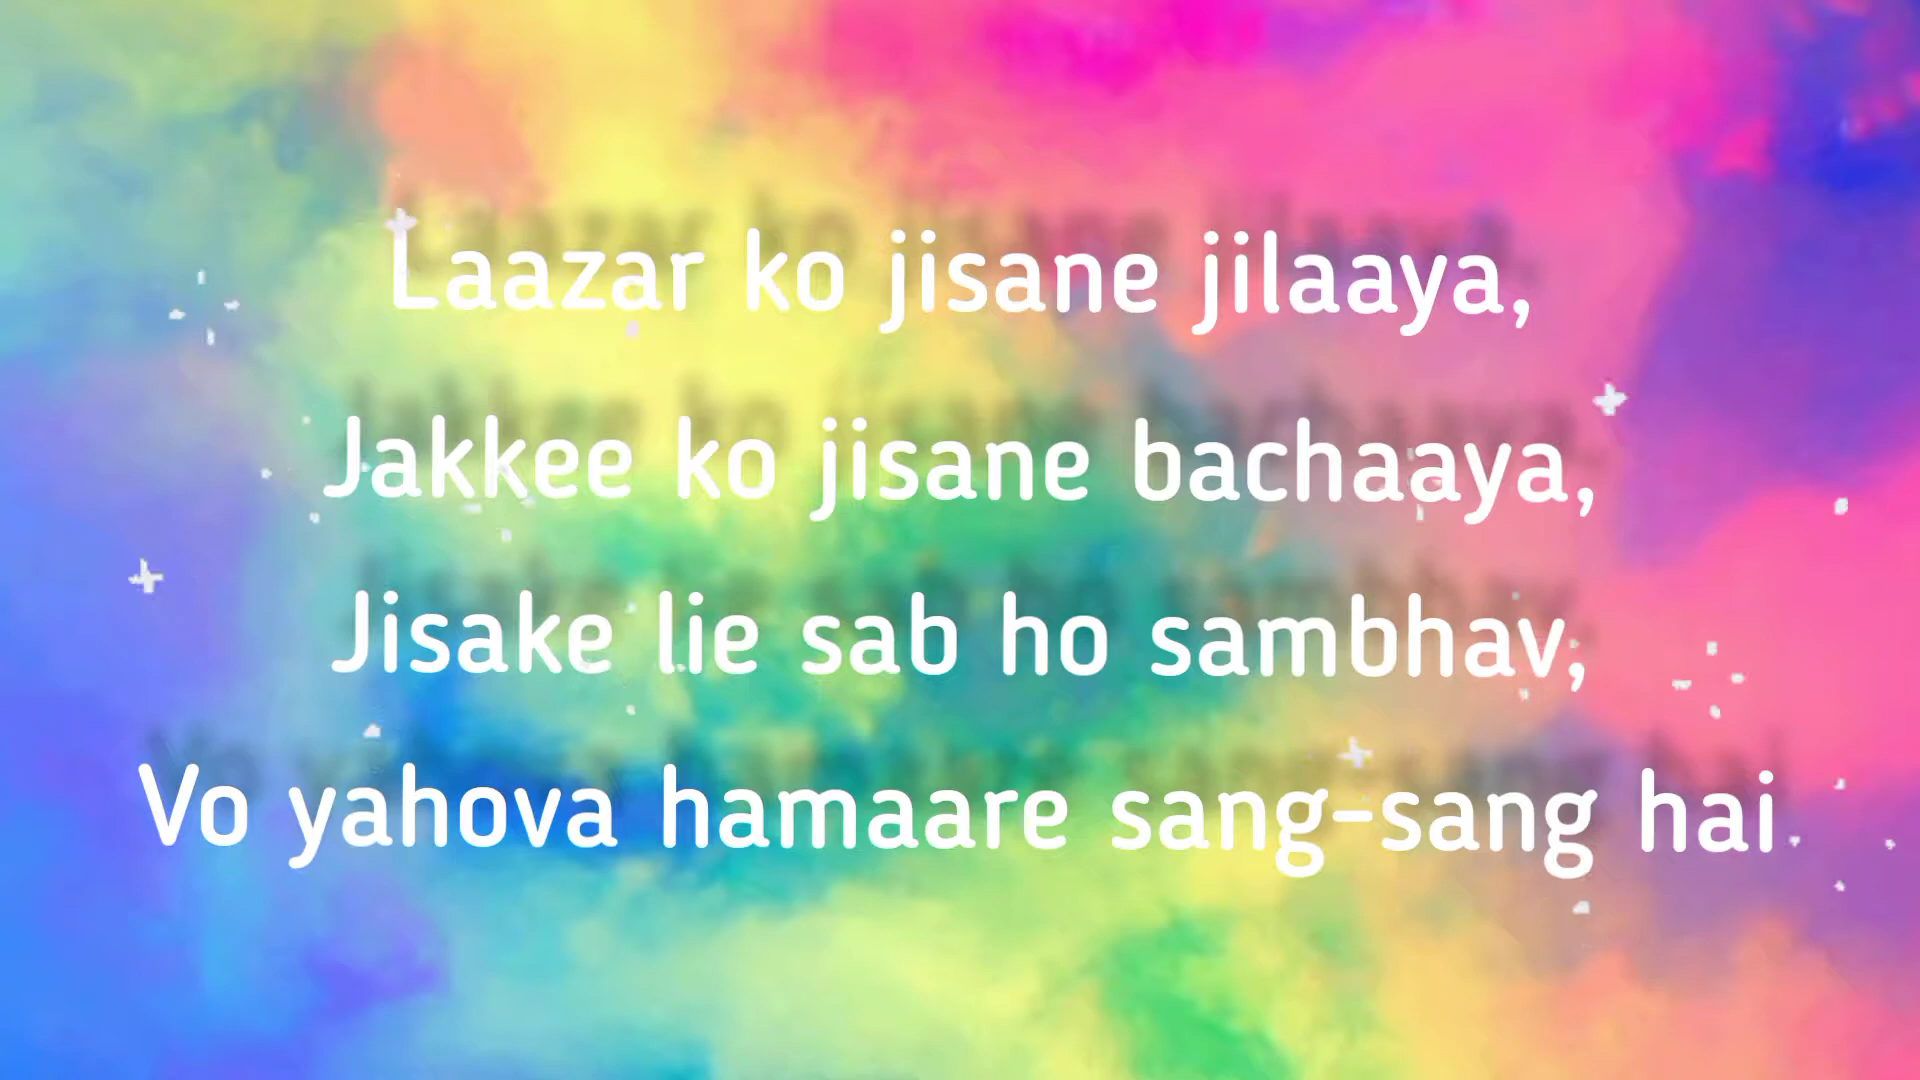 Laazar ko jisane jilaaya,
Jakkee ko jisane bachaaya,
Jisake lie sab ho sambhav,
Vo yahova hamaare sang-sang hai